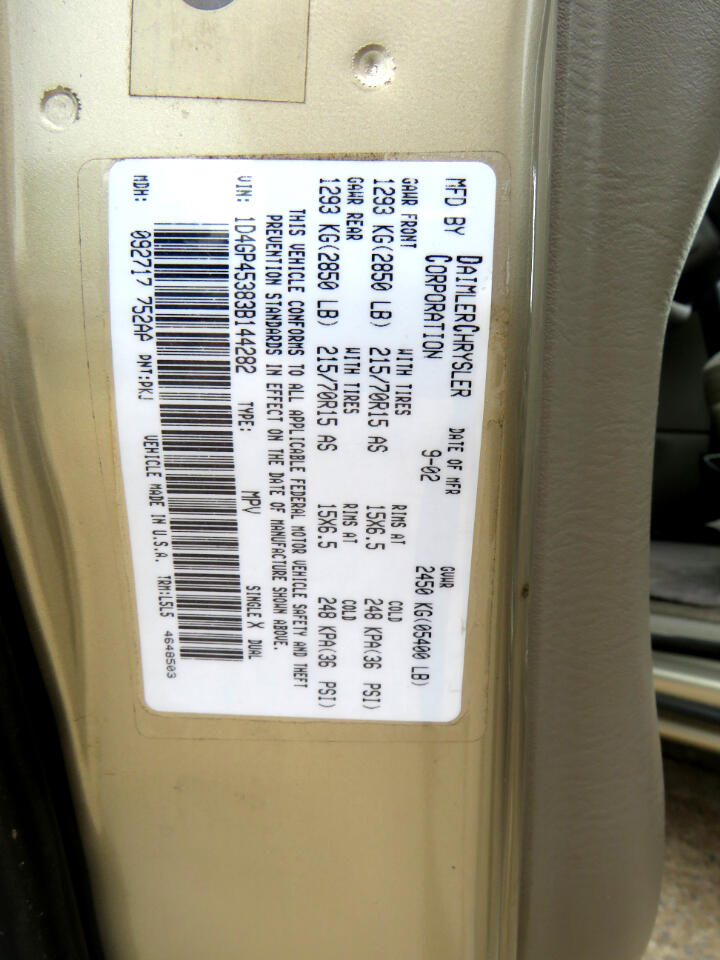 MFD BY DAIMLERCHRYSLER CORPORATION
DATE OF MFR 9-02
GVWR 2450 KG(05400 LB)
GAWR FRONT WITH TIRES RIMS AT COLD
1293 KG(2850 LB) 215/70R15 AS 15X6.5 248 KPA(36 PSI)
GAWR REAR WITH TIRES RIMS AT COLD
1293 KG(2850 LB) 215/70R15 AS 15X6.5 248 KPA(36 PSI)
THIS VEHICLE CONFORMS TO ALL APPLICABLE FEDERAL MOTOR VEHICLE SAFETY AND THEFT
PREVENTION STANDARDS IN EFFECT ON THE DATE OF MANUFACTURE SHOWN ABOVE.
VIN: 1D4GP45383B144282 TYPE: MPV SINGLE X DUAL
MDH: 092717 752AA PNT:PKJ VEHICLE MADE IN U.S.A. TRM:L5L5 4648503